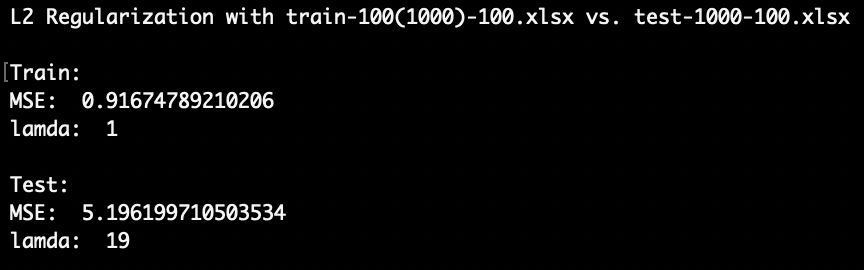 L2 Regularization with train-100(1000)-100.xlsx vs. test-1000-100.xlsx
Train:
MSE:  0.91674789210206
lamda:  1
Test:
MSE:  5.196199710503534
lamda:  19